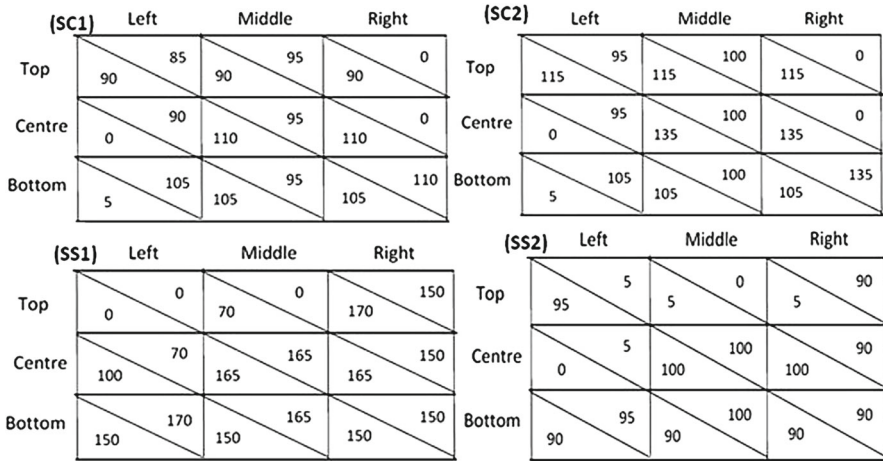 (SC1) Left Middle Right
Top 90 85 90 95 90 0
Centre 0 90 110 95 110 0
Bottom 5 105 105 95 105 110
(SC2) Left Middle Right
Top 115 95 115 100 115 0
Centre 0 95 135 100 135 0
Bottom 5 105 105 100 105 135
(SS1) Left Middle Right
Top 0 0 70 0 170 150
Centre 100 70 165 165 165 150
Bottom 150 170 150 165 150 150
(SS2) Left Middle Right
Top 95 5 5 0 5 90
Centre 0 5 100 100 100 90
Bottom 90 95 90 100 90 90